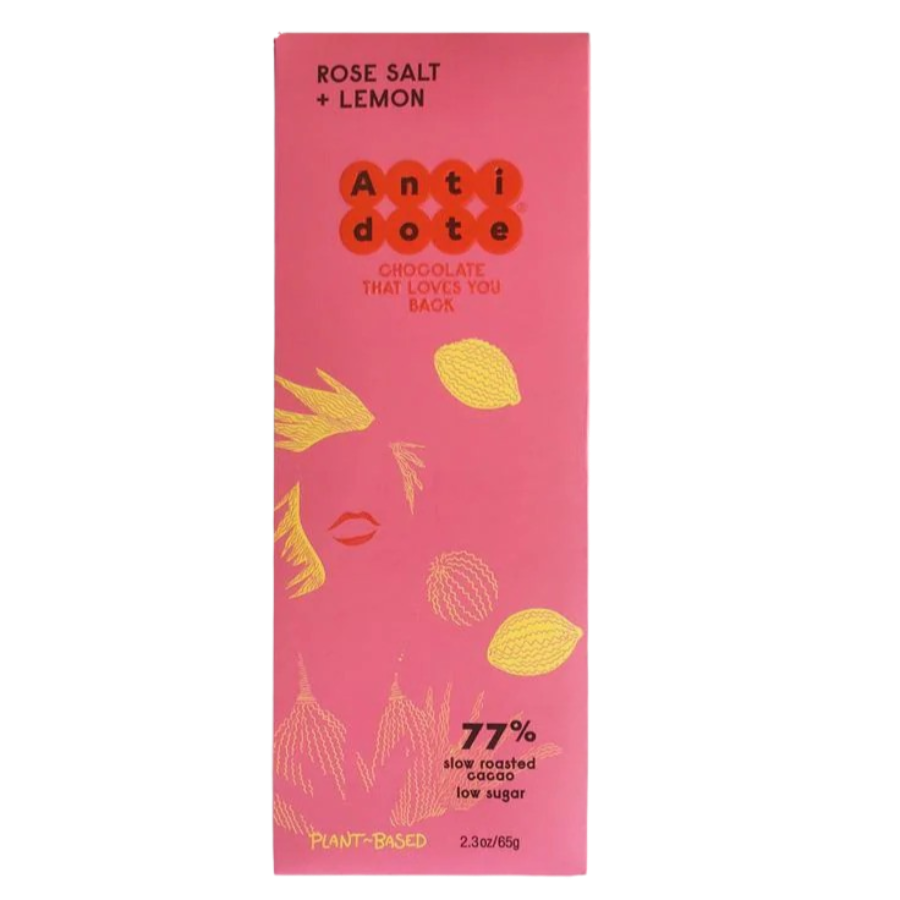 ROSE SALT
+ LEMON
Anti
dote®
CHOCOLATE
THAT LOVES YOU
BACK
77%
slow roasted
cacao
low sugar
PLANT~BASED
2.3oz/65g